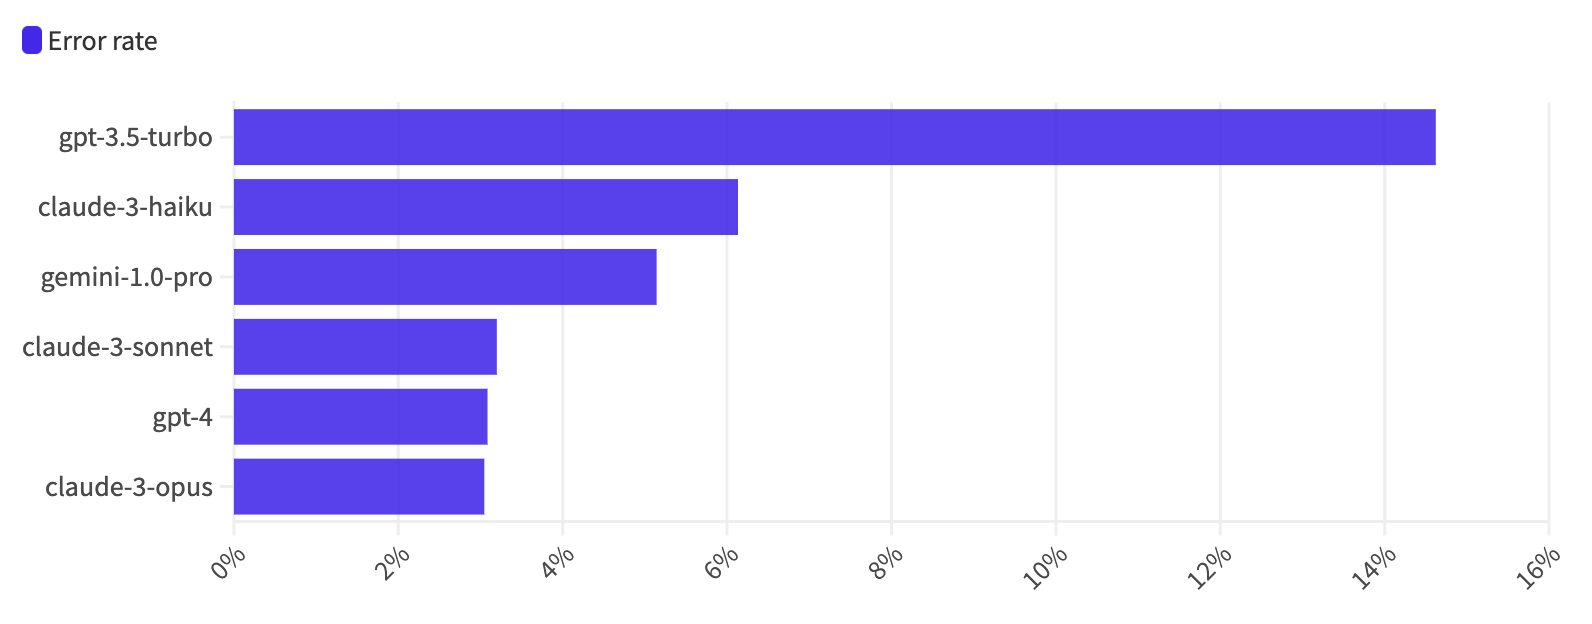 Error rate
gpt-3.5-turbo
claude-3-haiku
gemini-1.0-pro
claude-3-sonnet
gpt-4
claude-3-opus
0% 2% 4% 6% 8% 10% 12% 14% 16%